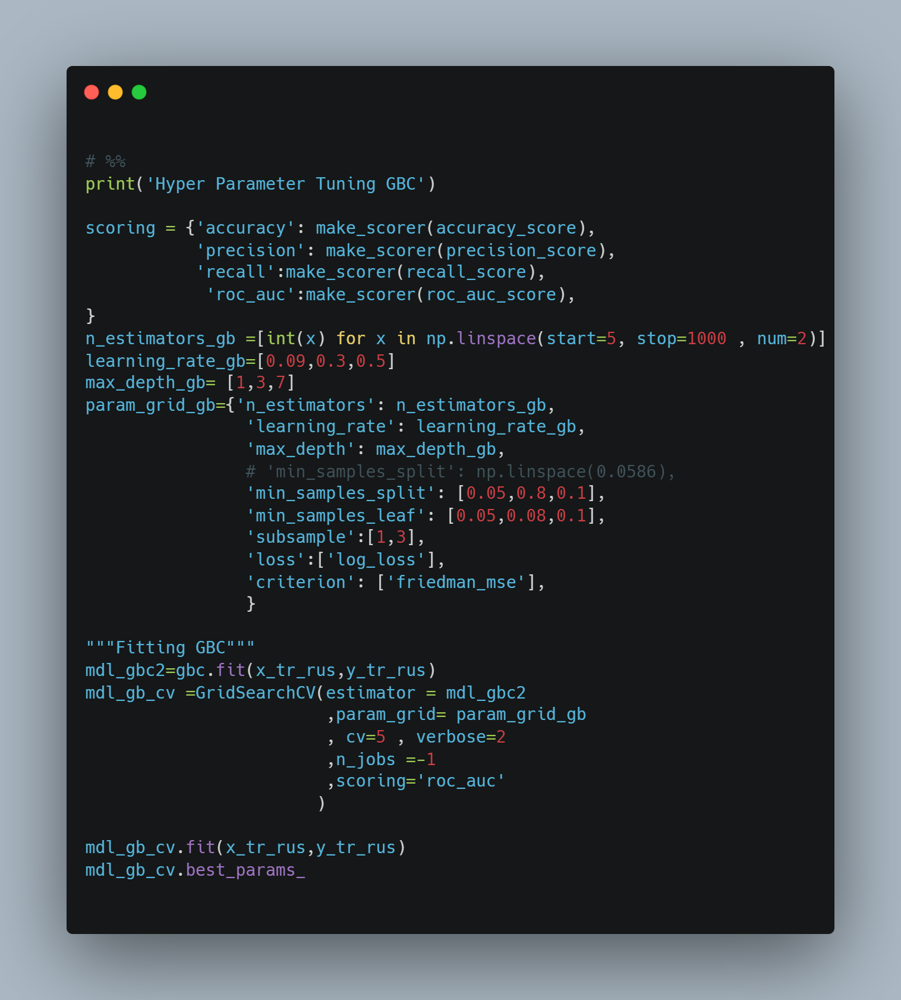 # %%
print('Hyper Parameter Tuning GBC')
scoring = {'accuracy': make_scorer(accuracy_score),
'precision': make_scorer(precision_score),
'recall':make_scorer(recall_score),
'roc_auc':make_scorer(roc_auc_score),
}
n_estimators_gb =[int(x) for x in np.linspace(start=5, stop=1000 , num=2)]
learning_rate_gb=[0.09,0.3,0.5]
max_depth_gb= [1,3,7]
param_grid_gb={'n_estimators': n_estimators_gb,
'learning_rate': learning_rate_gb,
'max_depth': max_depth_gb,
# 'min_samples_split': np.linspace(0.0586),
'min_samples_split': [0.05,0.8,0.1],
'min_samples_leaf': [0.05,0.08,0.1],
'subsample':[1,3],
'loss':['log_loss'],
'criterion': ['friedman_mse'],
}
"""Fitting GBC"""
mdl_gbc2=gbc.fit(x_tr_rus,y_tr_rus)
mdl_gb_cv =GridSearchCV(estimator = mdl_gbc2
,param_grid= param_grid_gb
, cv=5 , verbose=2
,n_jobs =-1
,scoring='roc_auc'
)
mdl_gb_cv.fit(x_tr_rus,y_tr_rus)
mdl_gb_cv.best_params_